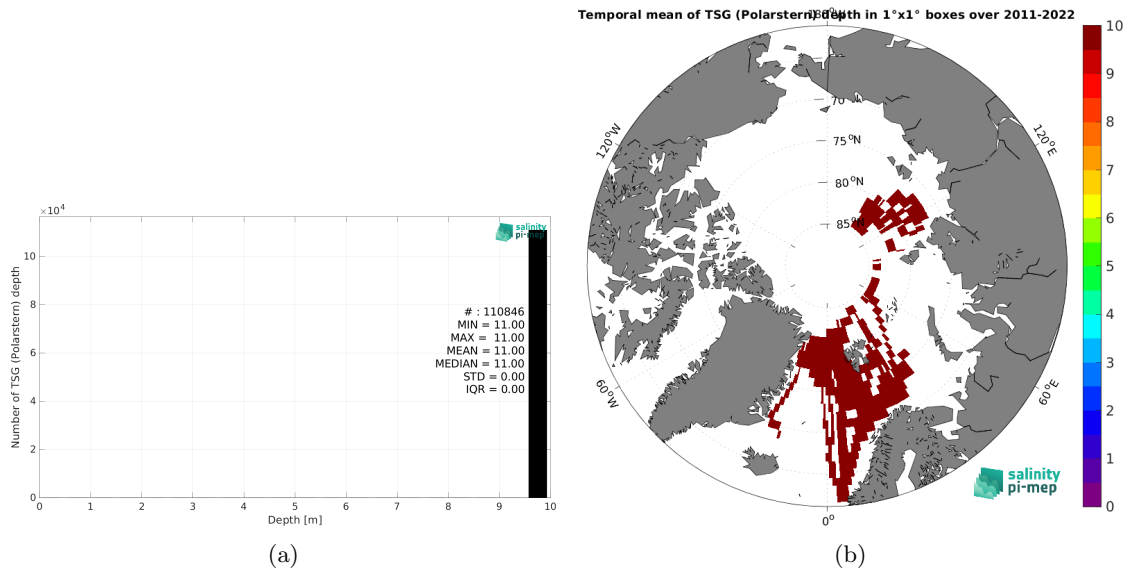 ×10⁴
salinity
pi-mep
10
8
6
4
2
0
Number of TSG (Polarstern) depth
# : 110846
MIN = 11.00
MAX = 11.00
MEAN = 11.00
MEDIAN = 11.00
STD = 0.00
IQR = 0.00
0 1 2 3 4 5 6 7 8 9 10
Depth [m]
(a)
Temporal mean of TSG (Polarstern) depth in 1°x1° boxes over 2011-2022
180°W
120°W
120°E
60°W
60°E
0°
70°N
75°N
80°N
85°N
10
9
8
7
6
5
4
3
2
1
0
salinity
pi-mep
(b)